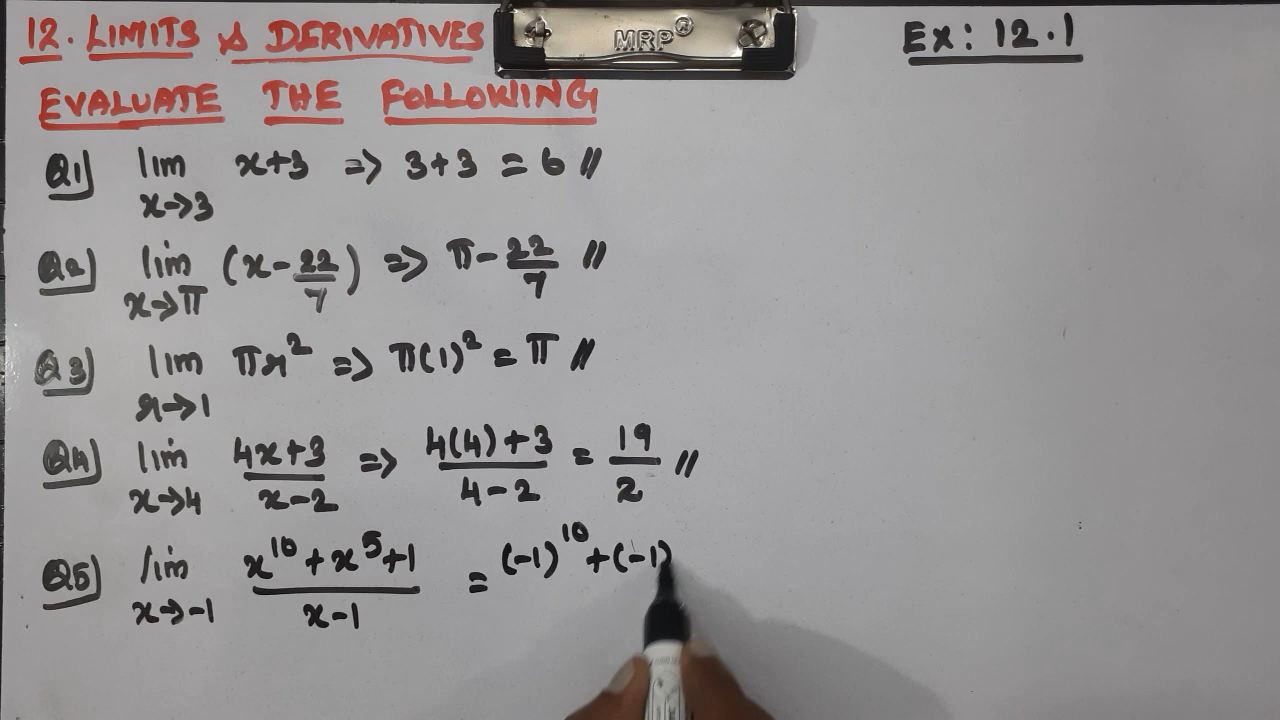 MRP®
12. LIMITS & DERIVATIVES
Ex: 12.1
EVALUATE THE FOLLOWING
Q1) lim x→3 x+3 => 3+3 = 6 //
Q2) lim x→π (x-22/7) => π-22/7 //
Q3) lim r→1 πr² => π(1)² = π //
Q4) lim x→4 4x+3/x-2 => 4(4)+3/4-2 = 19/2 //
Q5) lim x→-1 x¹⁰+x⁵+1/x-1 = (-1)¹⁰+(-1)